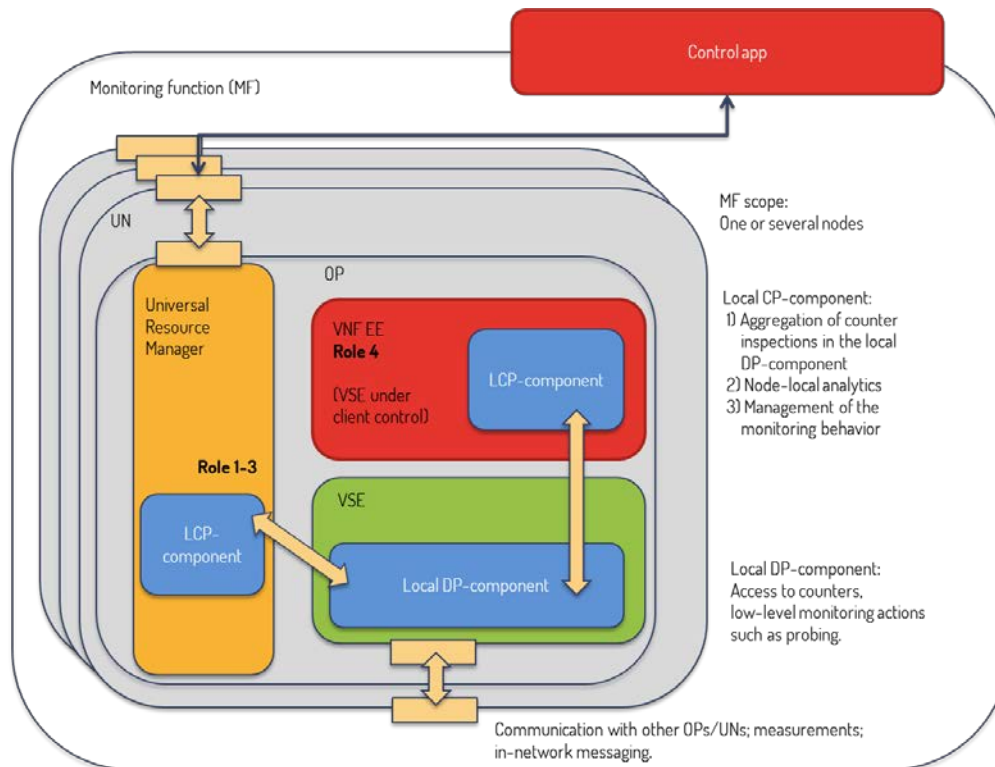 Control app
Monitoring function (MF)
UN
MF scope:
One or several nodes
OP
Universal
Resource
Manager
VNF EE
Role 4
(VSE under
client control)
LCP-component
Local CP-component:
1) Aggregation of counter
inspections in the local
DP-component
2) Node-local analytics
3) Management of the
monitoring behavior
Role 1-3
VSE
LCP-
component
Local DP-component
Local DP-component:
Access to counters,
low-level monitoring actions
such as probing.
Communication with other OPs/UNs; measurements;
in-network messaging.